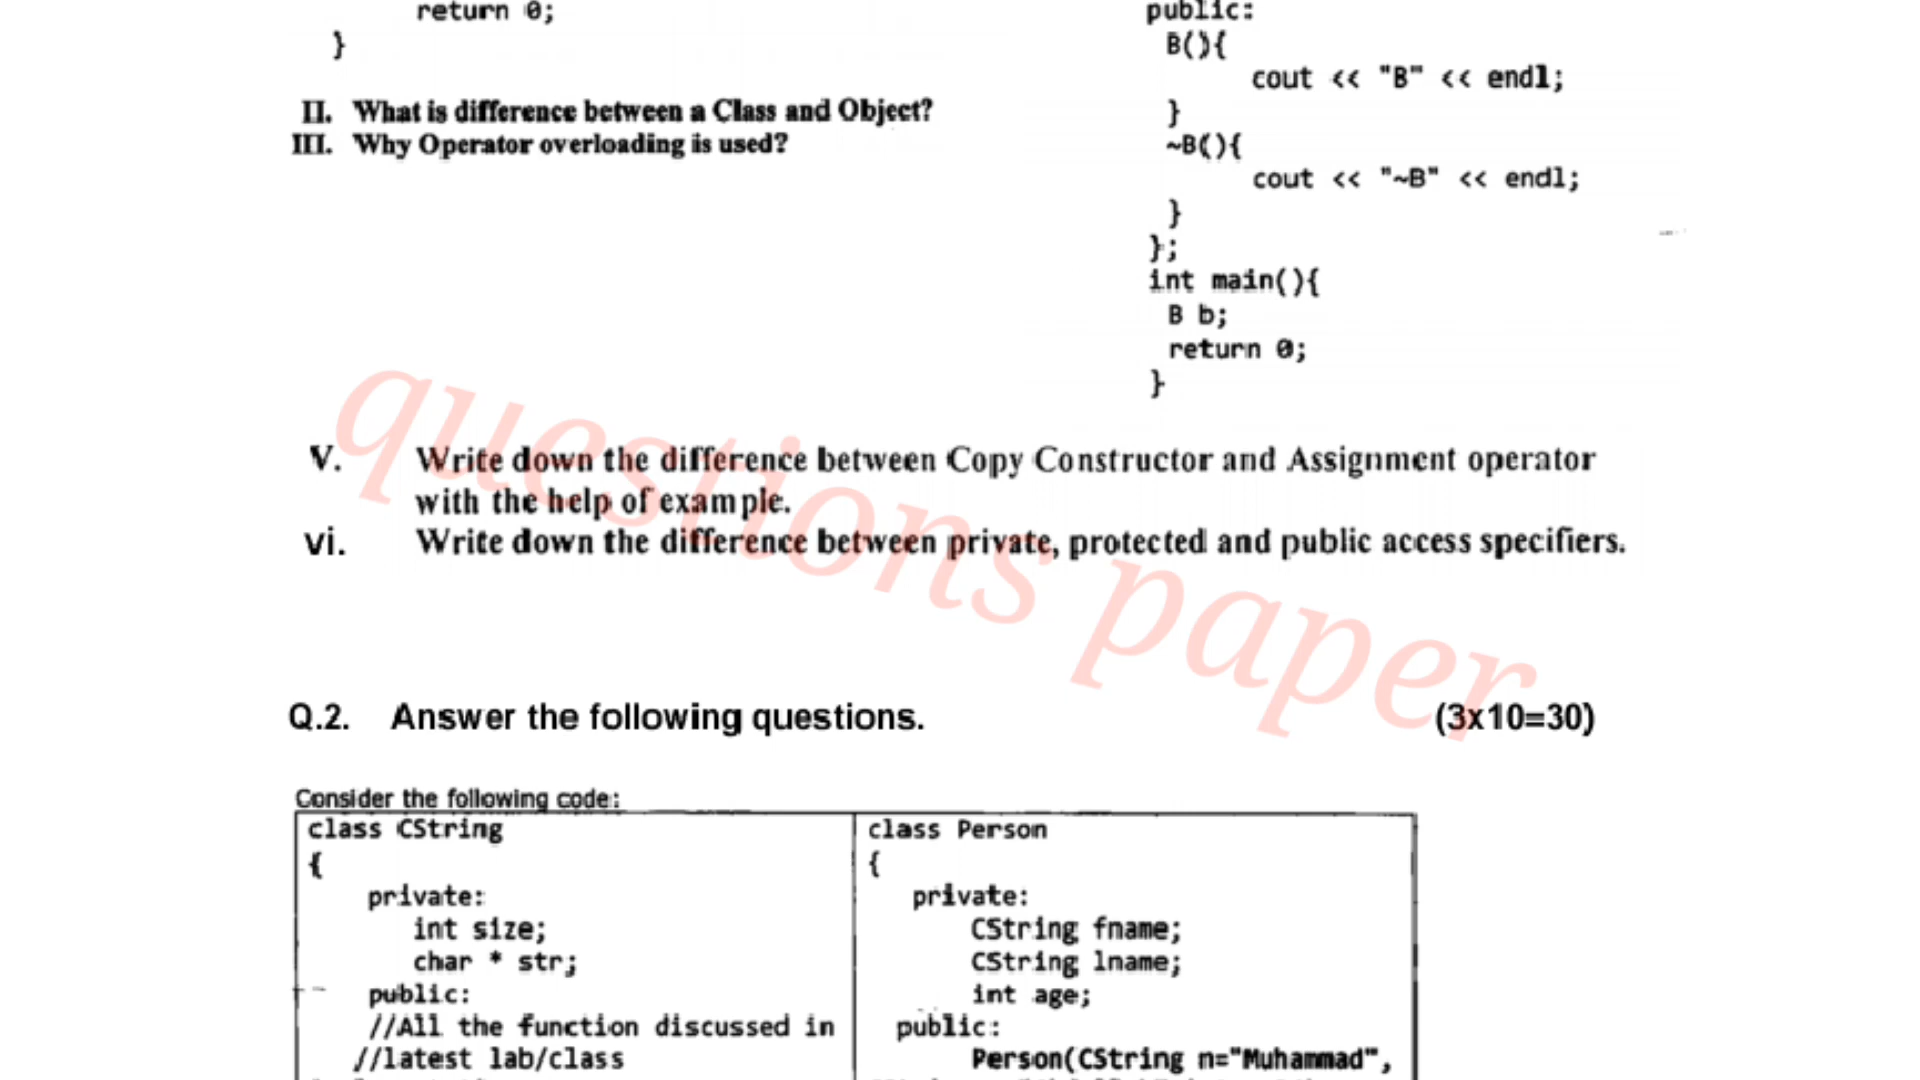 return 0;
}
II. What is difference between a Class and Object?
III. Why Operator overloading is used?
public:
B(){
cout << "B" << endl;
}
~B(){
cout << "~B" << endl;
}
};
int main(){
B b;
return 0;
}
V. Write down the difference between Copy Constructor and Assignment operator
with the help of example.
vi. Write down the difference between private, protected and public access specifiers.
questions paper
Q.2. Answer the following questions. (3x10=30)
Consider the following code:
class CString
{
private:
int size;
char * str;
public:
//All the function discussed in
//latest lab/class
class Person
{
private:
CString fname;
CString lname;
int age;
public:
Person(CString n="Muhammad",